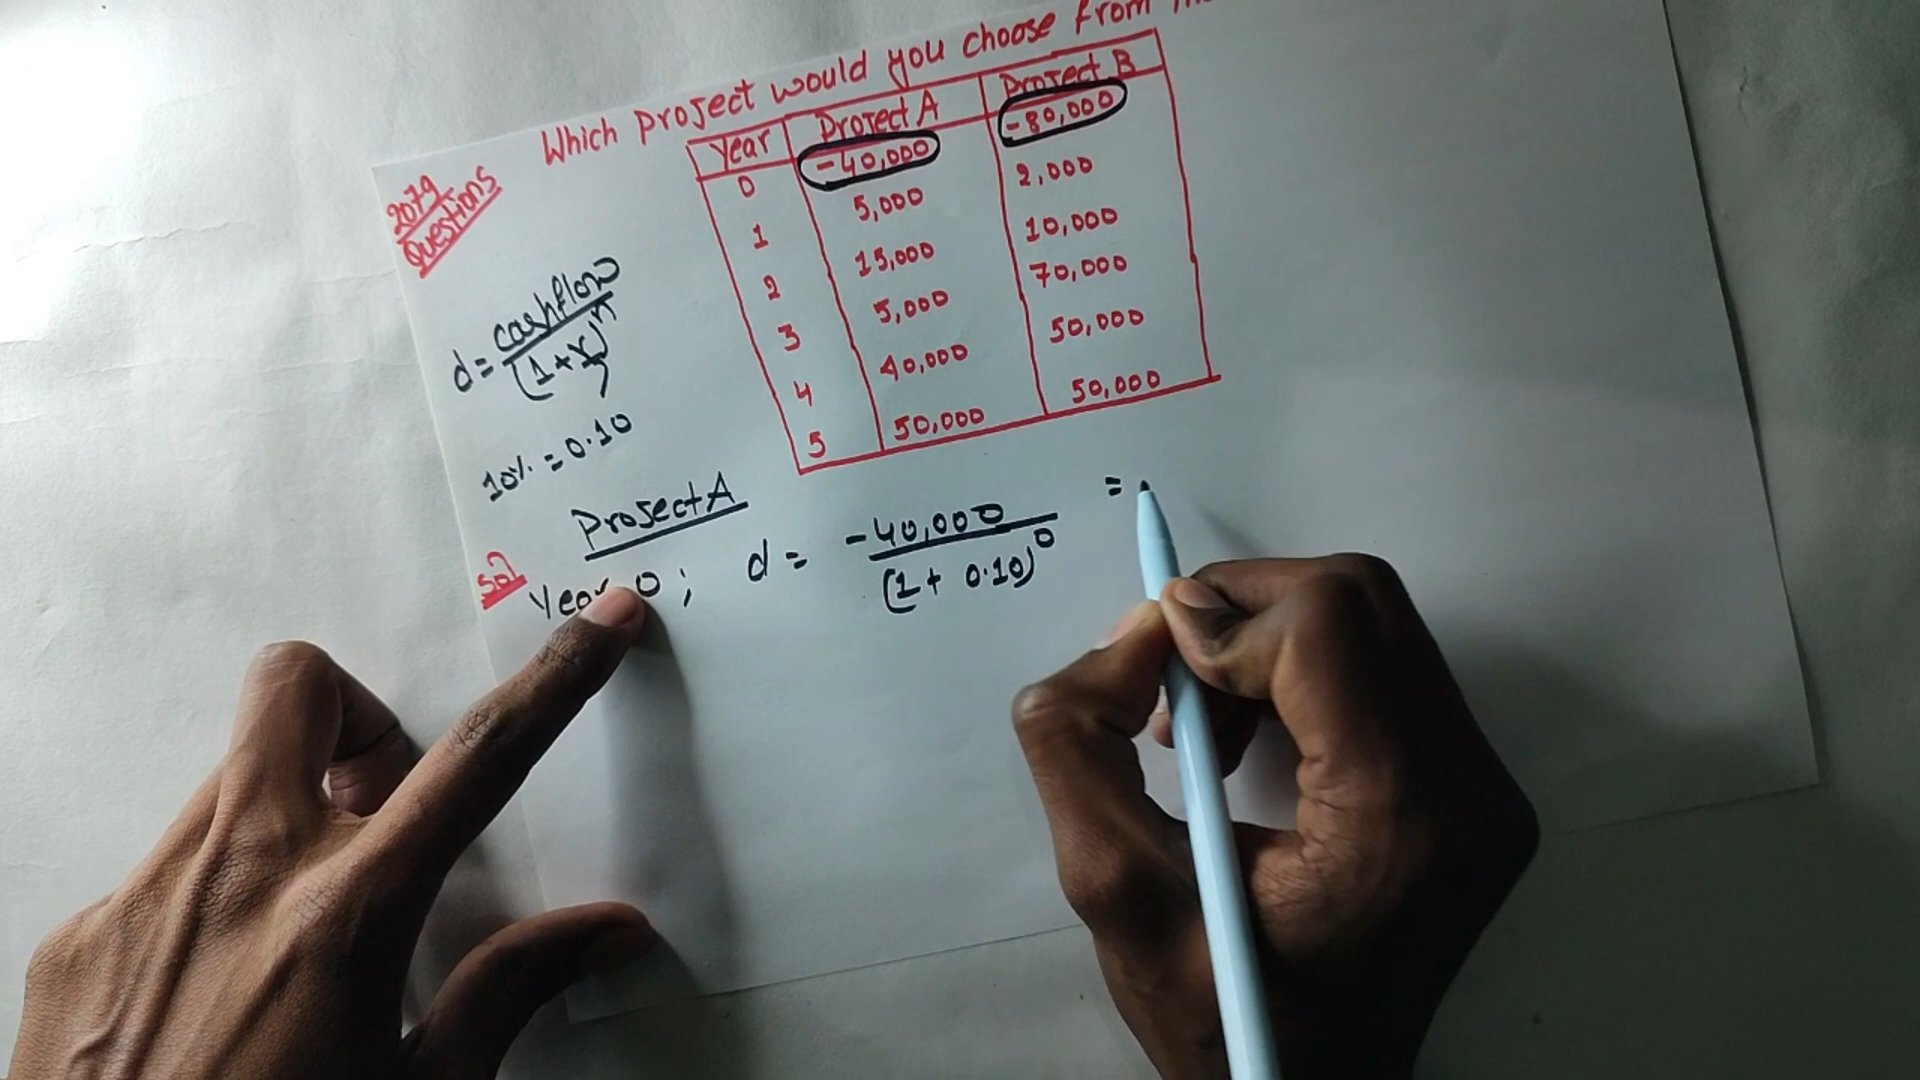 Which project would you choose from
2079
Questions
Year Project A Project B
0 -40,000 -80,000
1 5,000 2,000
2 15,000 10,000
3 5,000 70,000
4 40,000 50,000
5 50,000 50,000
d = cashflow / (1+r)^n
10% = 0.10
Project A
Sol
Year 0 ; d = -40,000 / (1 + 0.10)^0 =